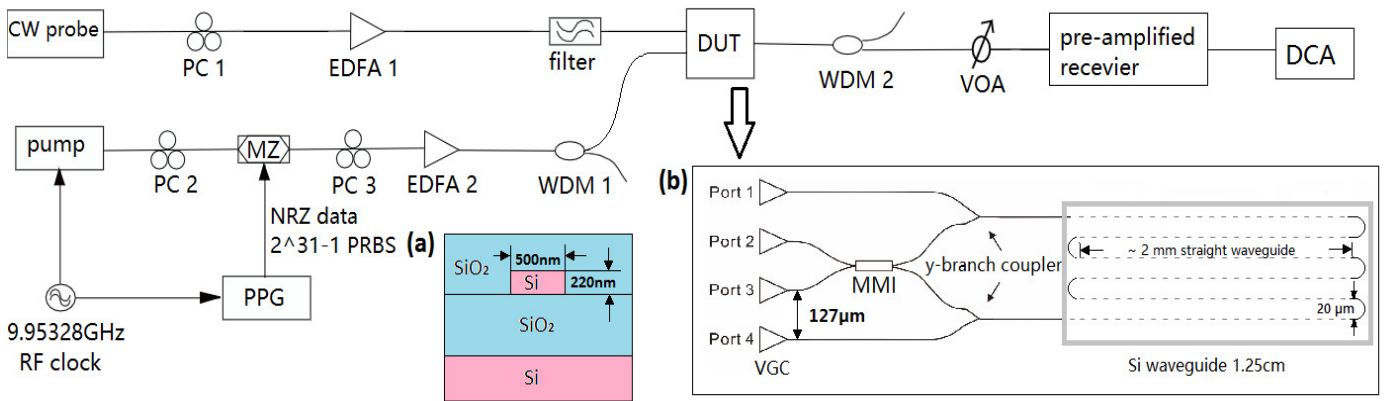 CW probe
PC 1
EDFA 1
filter
DUT
WDM 2
VOA
pre-amplified
recevier
DCA
pump
PC 2
MZ
PC 3
EDFA 2
WDM 1
NRZ data
2^31-1 PRBS
PPG
9.95328GHz
RF clock
(a)
SiO₂
500nm
Si
220nm
SiO₂
Si
(b)
Port 1
Port 2
Port 3
Port 4
VGC
127μm
MMI
y-branch coupler
~ 2 mm straight waveguide
20 μm
Si waveguide 1.25cm